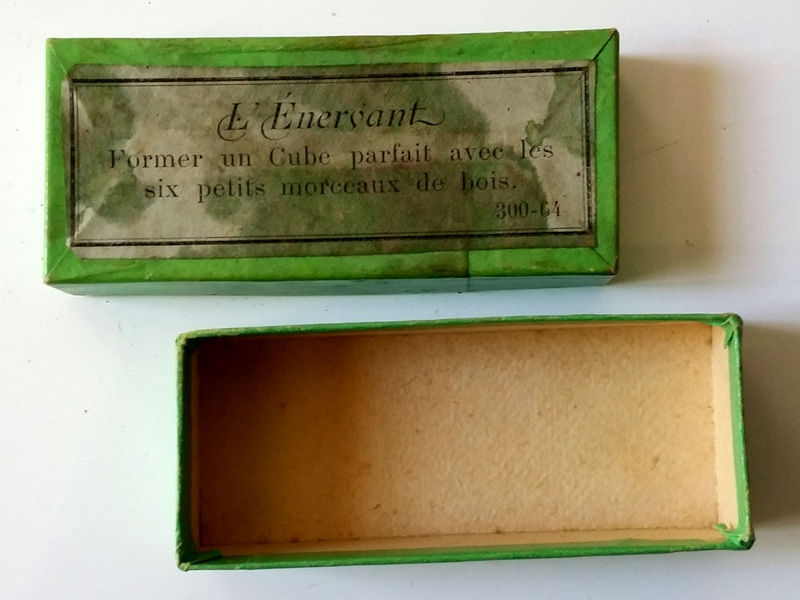 L'Énervant
Former un Cube parfait avec les
six petits morceaux de bois.
300-64